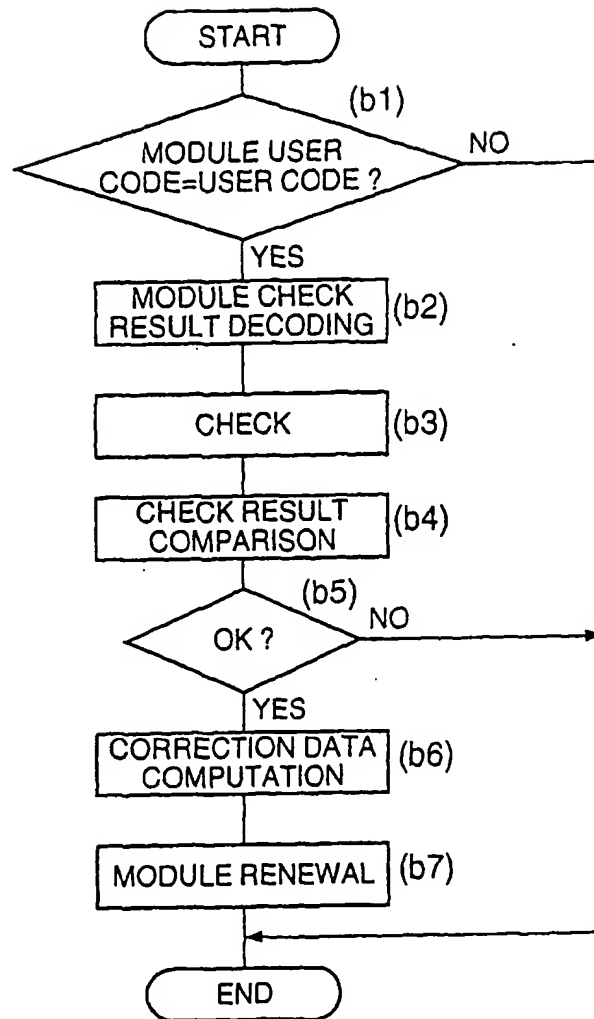 START
(b1)
MODULE USER
CODE=USER CODE ?
NO
YES
MODULE CHECK
RESULT DECODING
(b2)
CHECK
(b3)
CHECK RESULT
COMPARISON
(b4)
(b5)
OK ?
NO
YES
CORRECTION DATA
COMPUTATION
(b6)
MODULE RENEWAL
(b7)
END